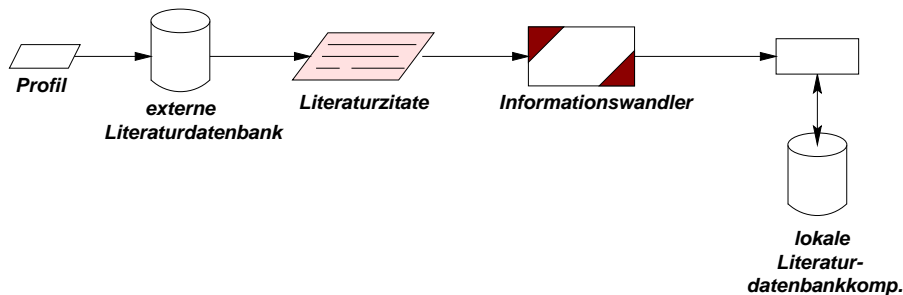 Profil
externe
Literaturdatenbank
Literaturzitate
Informationswandler
lokale
Literatur-
datenbankkomp.